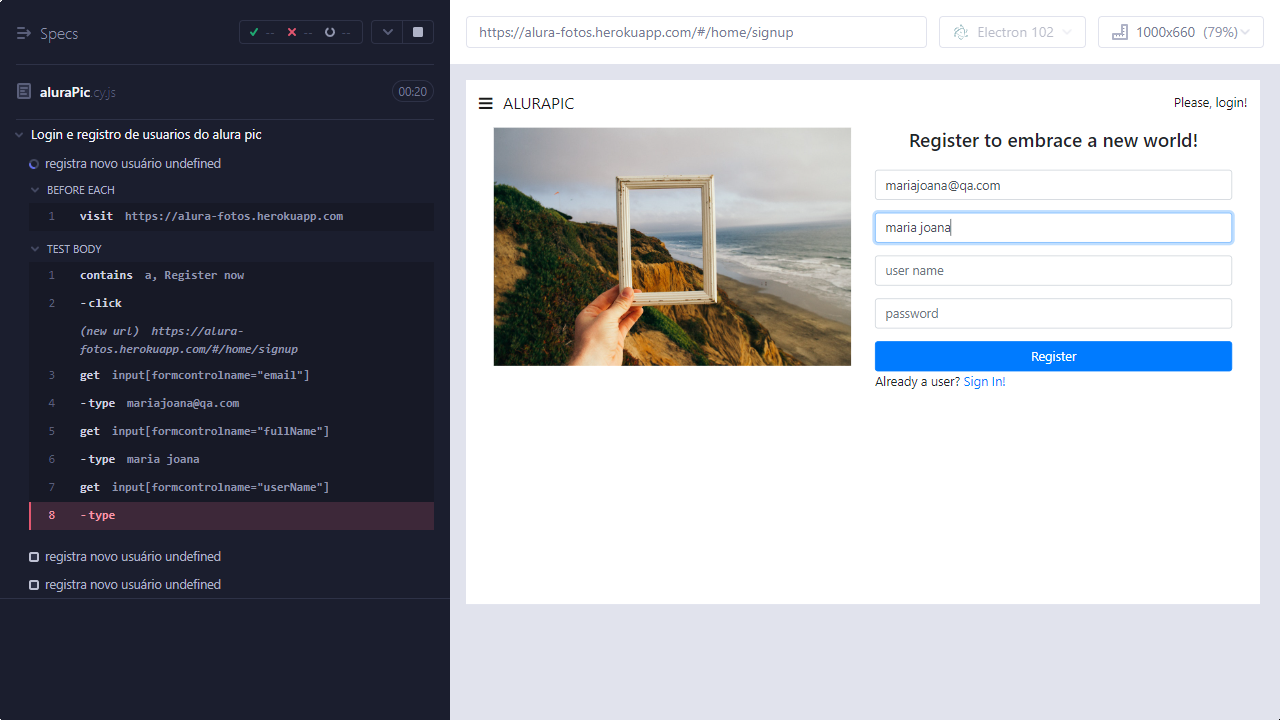 Specs
-- -- --
https://alura-fotos.herokuapp.com/#/home/signup
Electron 102
1000x660 (79%)
aluraPic.cy.js
00:20
Login e registro de usuarios do alura pic
registra novo usuário undefined
BEFORE EACH
1 visit https://alura-fotos.herokuapp.com
TEST BODY
1 contains a, Register now
2 -click
(new url) https://alura-
fotos.herokuapp.com/#/home/signup
3 get input[formcontrolname="email"]
4 -type mariajoana@qa.com
5 get input[formcontrolname="fullName"]
6 -type maria joana
7 get input[formcontrolname="userName"]
8 -type
registra novo usuário undefined
registra novo usuário undefined
ALURAPIC
Please, login!
Register to embrace a new world!
mariajoana@qa.com
maria joana
user name
password
Register
Already a user? Sign In!